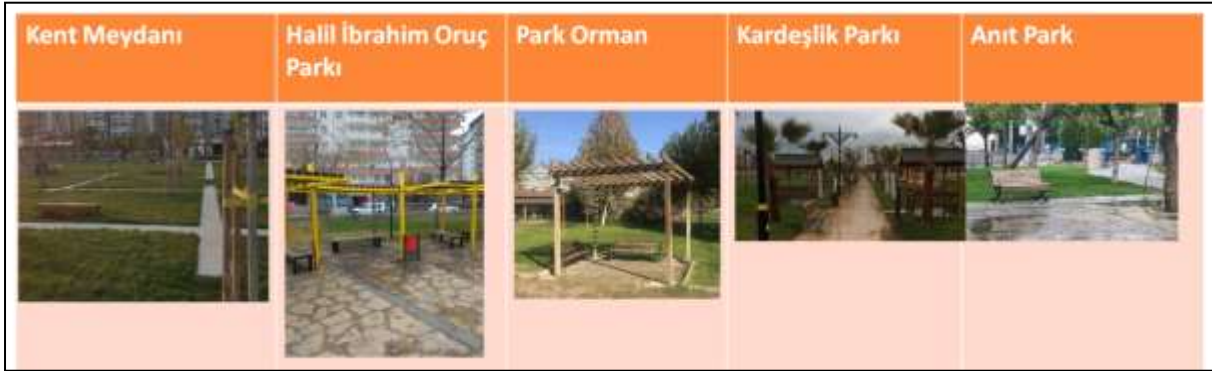 Kent Meydanı
Halil İbrahim Oruç
Parkı
Park Orman
Kardeşlik Parkı
Anıt Park